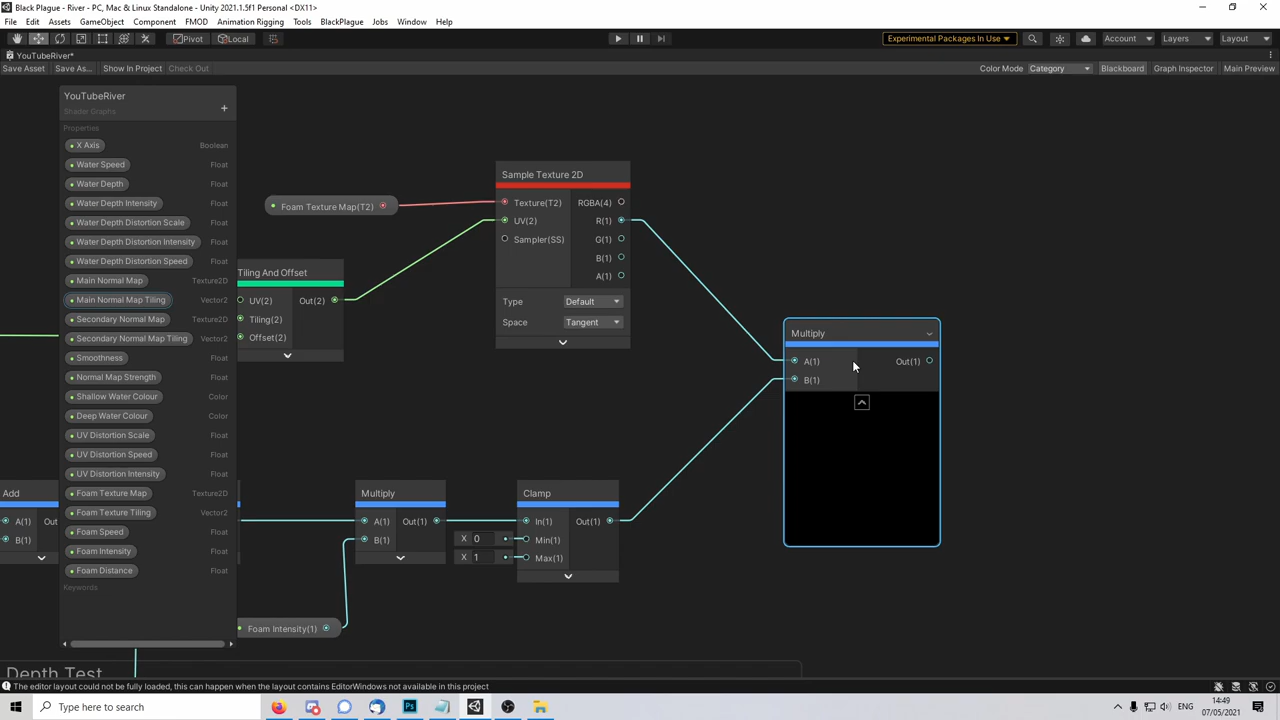 Black Plague - River - PC, Mac & Linux Standalone - Unity 2021.1.5f1 Personal <DX11>
File Edit Assets GameObject Component FMOD Animation Rigging Tools BlackPlague Jobs Window Help
Pivot Local Experimental Packages In Use Account Layers Layout
YouTubeRiver*
Save Asset Save As... Show In Project Check Out Color Mode Category Blackboard Graph Inspector Main Preview
YouTubeRiver
Shader Graphs
Properties
X Axis Boolean
Water Speed Float
Water Depth Float
Water Depth Intensity Float
Water Depth Distortion Scale Float
Water Depth Distortion Intensity Float
Water Depth Distortion Speed Float
Main Normal Map Texture2D
Main Normal Map Tiling Vector2
Secondary Normal Map Texture2D
Secondary Normal Map Tiling Vector2
Smoothness Float
Normal Map Strength Float
Shallow Water Colour Color
Deep Water Colour Color
UV Distortion Scale Float
UV Distortion Speed Float
UV Distortion Intensity Float
Foam Texture Map Texture2D
Foam Texture Tiling Vector2
Foam Speed Float
Foam Intensity Float
Foam Distance Float
Keywords
Foam Texture Map(T2)
Sample Texture 2D
Texture(T2) RGBA(4)
UV(2) R(1)
Sampler(SS) G(1)
B(1)
A(1)
Type Default
Space Tangent
Tiling And Offset
UV(2) Out(2)
Tiling(2)
Offset(2)
Multiply
A(1) Out(1)
B(1)
Add
A(1) Out
B(1)
Multiply
A(1) Out(1)
B(1)
Clamp
In(1) Out(1)
X 0 Min(1)
X 1 Max(1)
Foam Intensity(1)
Depth Test
The editor layout could not be fully loaded, this can happen when the layout contains EditorWindows not available in this project
Type here to search
ENG
14:49
07/05/2021